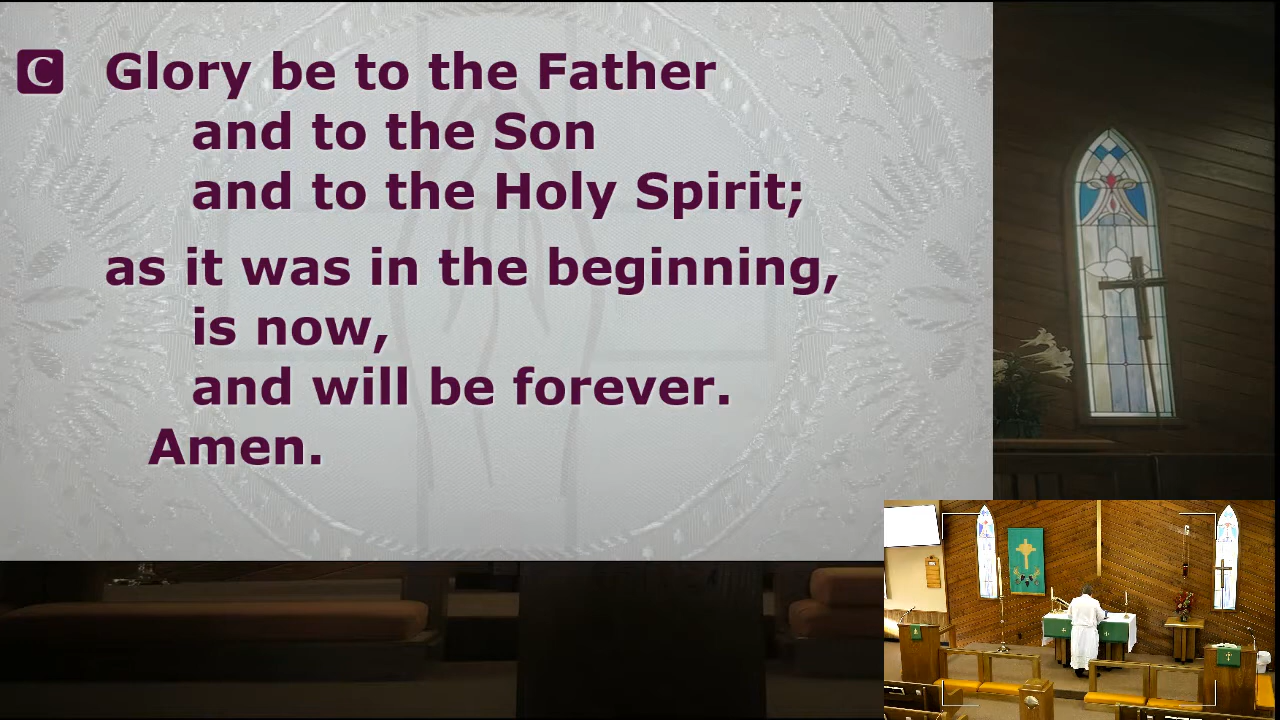 C Glory be to the Father
and to the Son
and to the Holy Spirit;
as it was in the beginning,
is now,
and will be forever.
Amen.